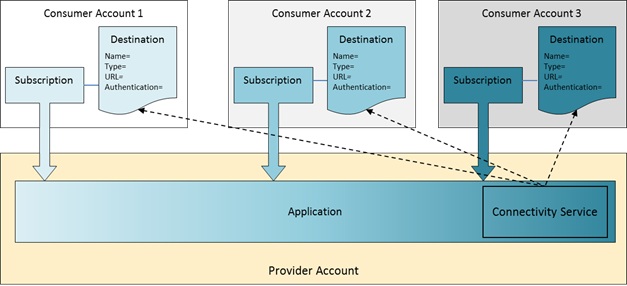 Consumer Account 1
Consumer Account 2
Consumer Account 3
Subscription
Destination
Name=
Type=
URL=
Authentication=
Subscription
Destination
Name=
Type=
URL=
Authentication=
Subscription
Destination
Name=
Type=
URL=
Authentication=
Application
Connectivity Service
Provider Account